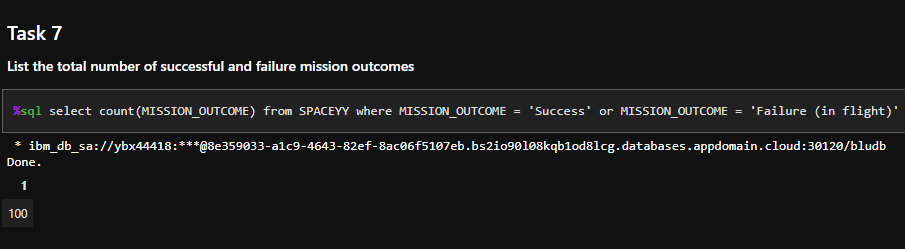 Task 7
List the total number of successful and failure mission outcomes
%sql select count(MISSION_OUTCOME) from SPACEYY where MISSION_OUTCOME = 'Success' or MISSION_OUTCOME = 'Failure (in flight)'
* ibm_db_sa://ybx44418:***@8e359033-a1c9-4643-82ef-8ac06f5107eb.bs2io90l08kqb1od8lcg.databases.appdomain.cloud:30120/bludb
Done.
1
100